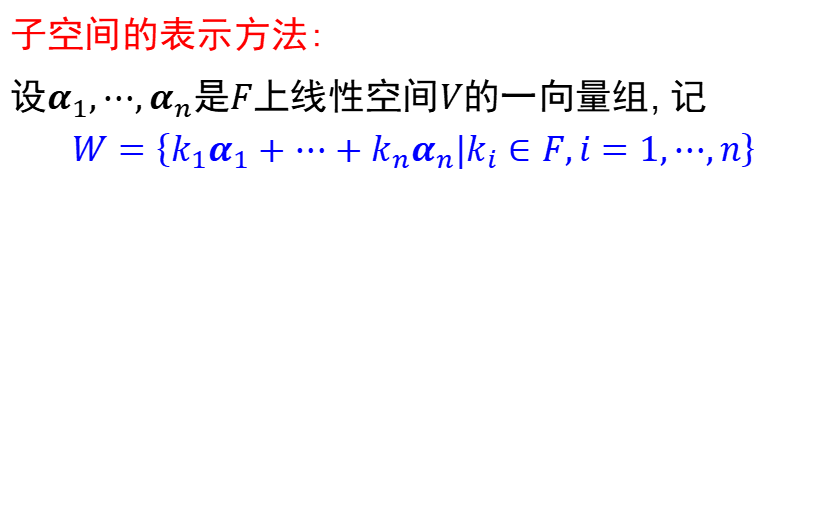 子空间的表示方法:
设𝜶₁,⋯,𝜶ₙ是𝐹上线性空间𝑉的一向量组, 记
𝑊 = {𝑘₁𝜶₁ + ⋯ + 𝑘ₙ𝜶ₙ|𝑘ᵢ ∈ 𝐹, 𝑖 = 1,⋯,𝑛}